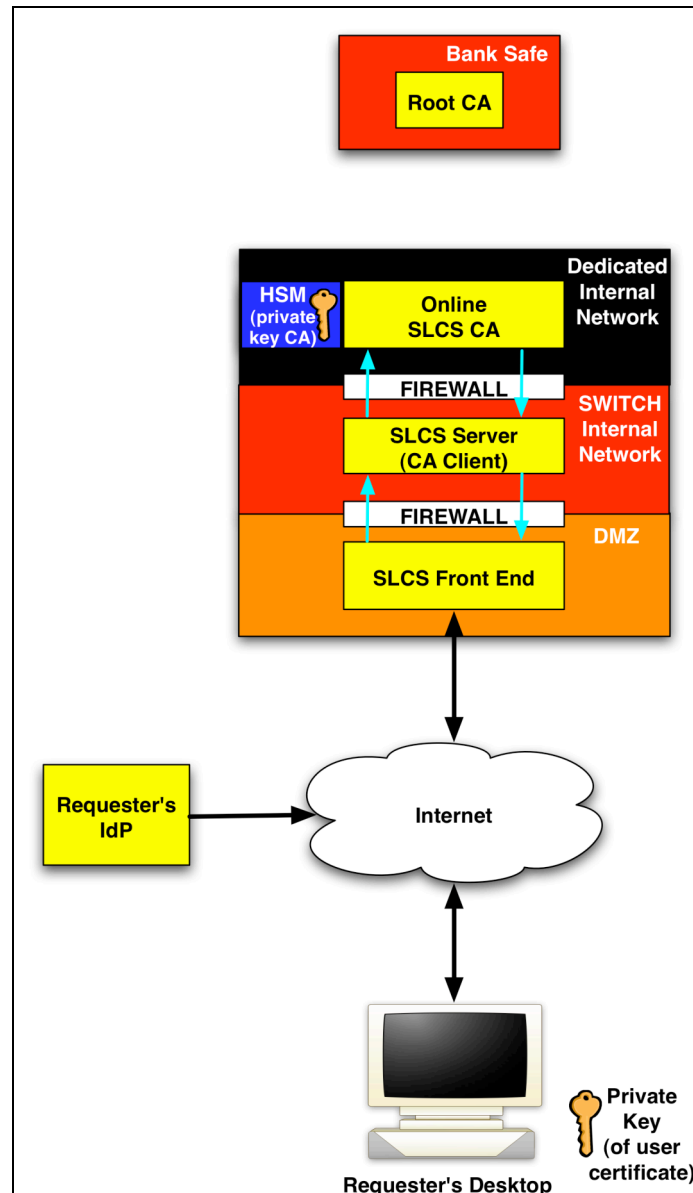 Bank Safe
Root CA
Dedicated
Internal
Network
HSM
(private
key CA)
Online
SLCS CA
FIREWALL
SWITCH
Internal
Network
SLCS Server
(CA Client)
FIREWALL
DMZ
SLCS Front End
Requester's
IdP
Internet
Private
Key
(of user
certificate)
Requester's Desktop